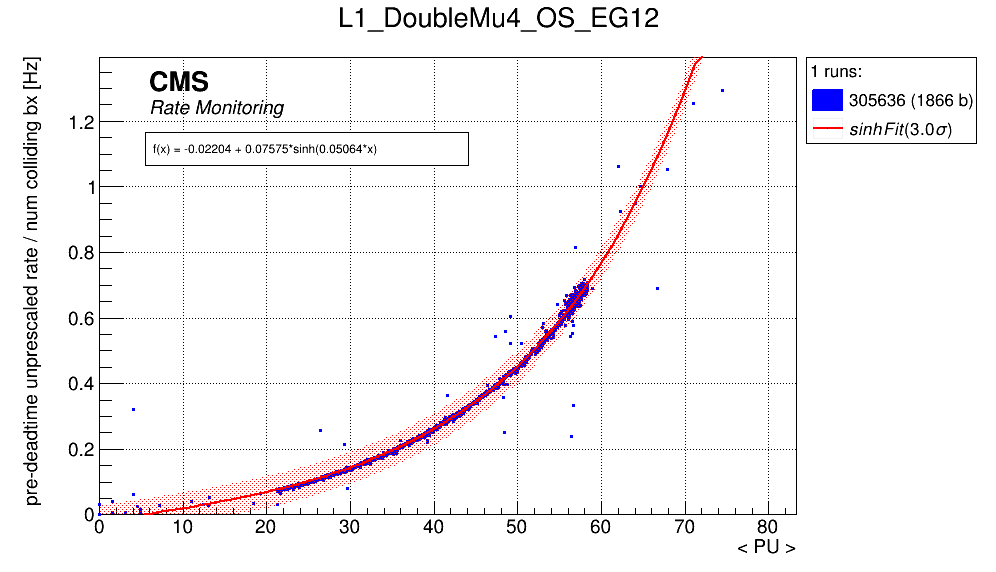 L1_DoubleMu4_OS_EG12
pre-deadtime unprescaled rate / num colliding bx [Hz]
CMS
Rate Monitoring
f(x) = -0.02204 + 0.07575*sinh(0.05064*x)
1 runs:
305636 (1866 b)
sinhFit(3.0σ)
1.2
1
0.8
0.6
0.4
0.2
0
0 10 20 30 40 50 60 70 80
< PU >